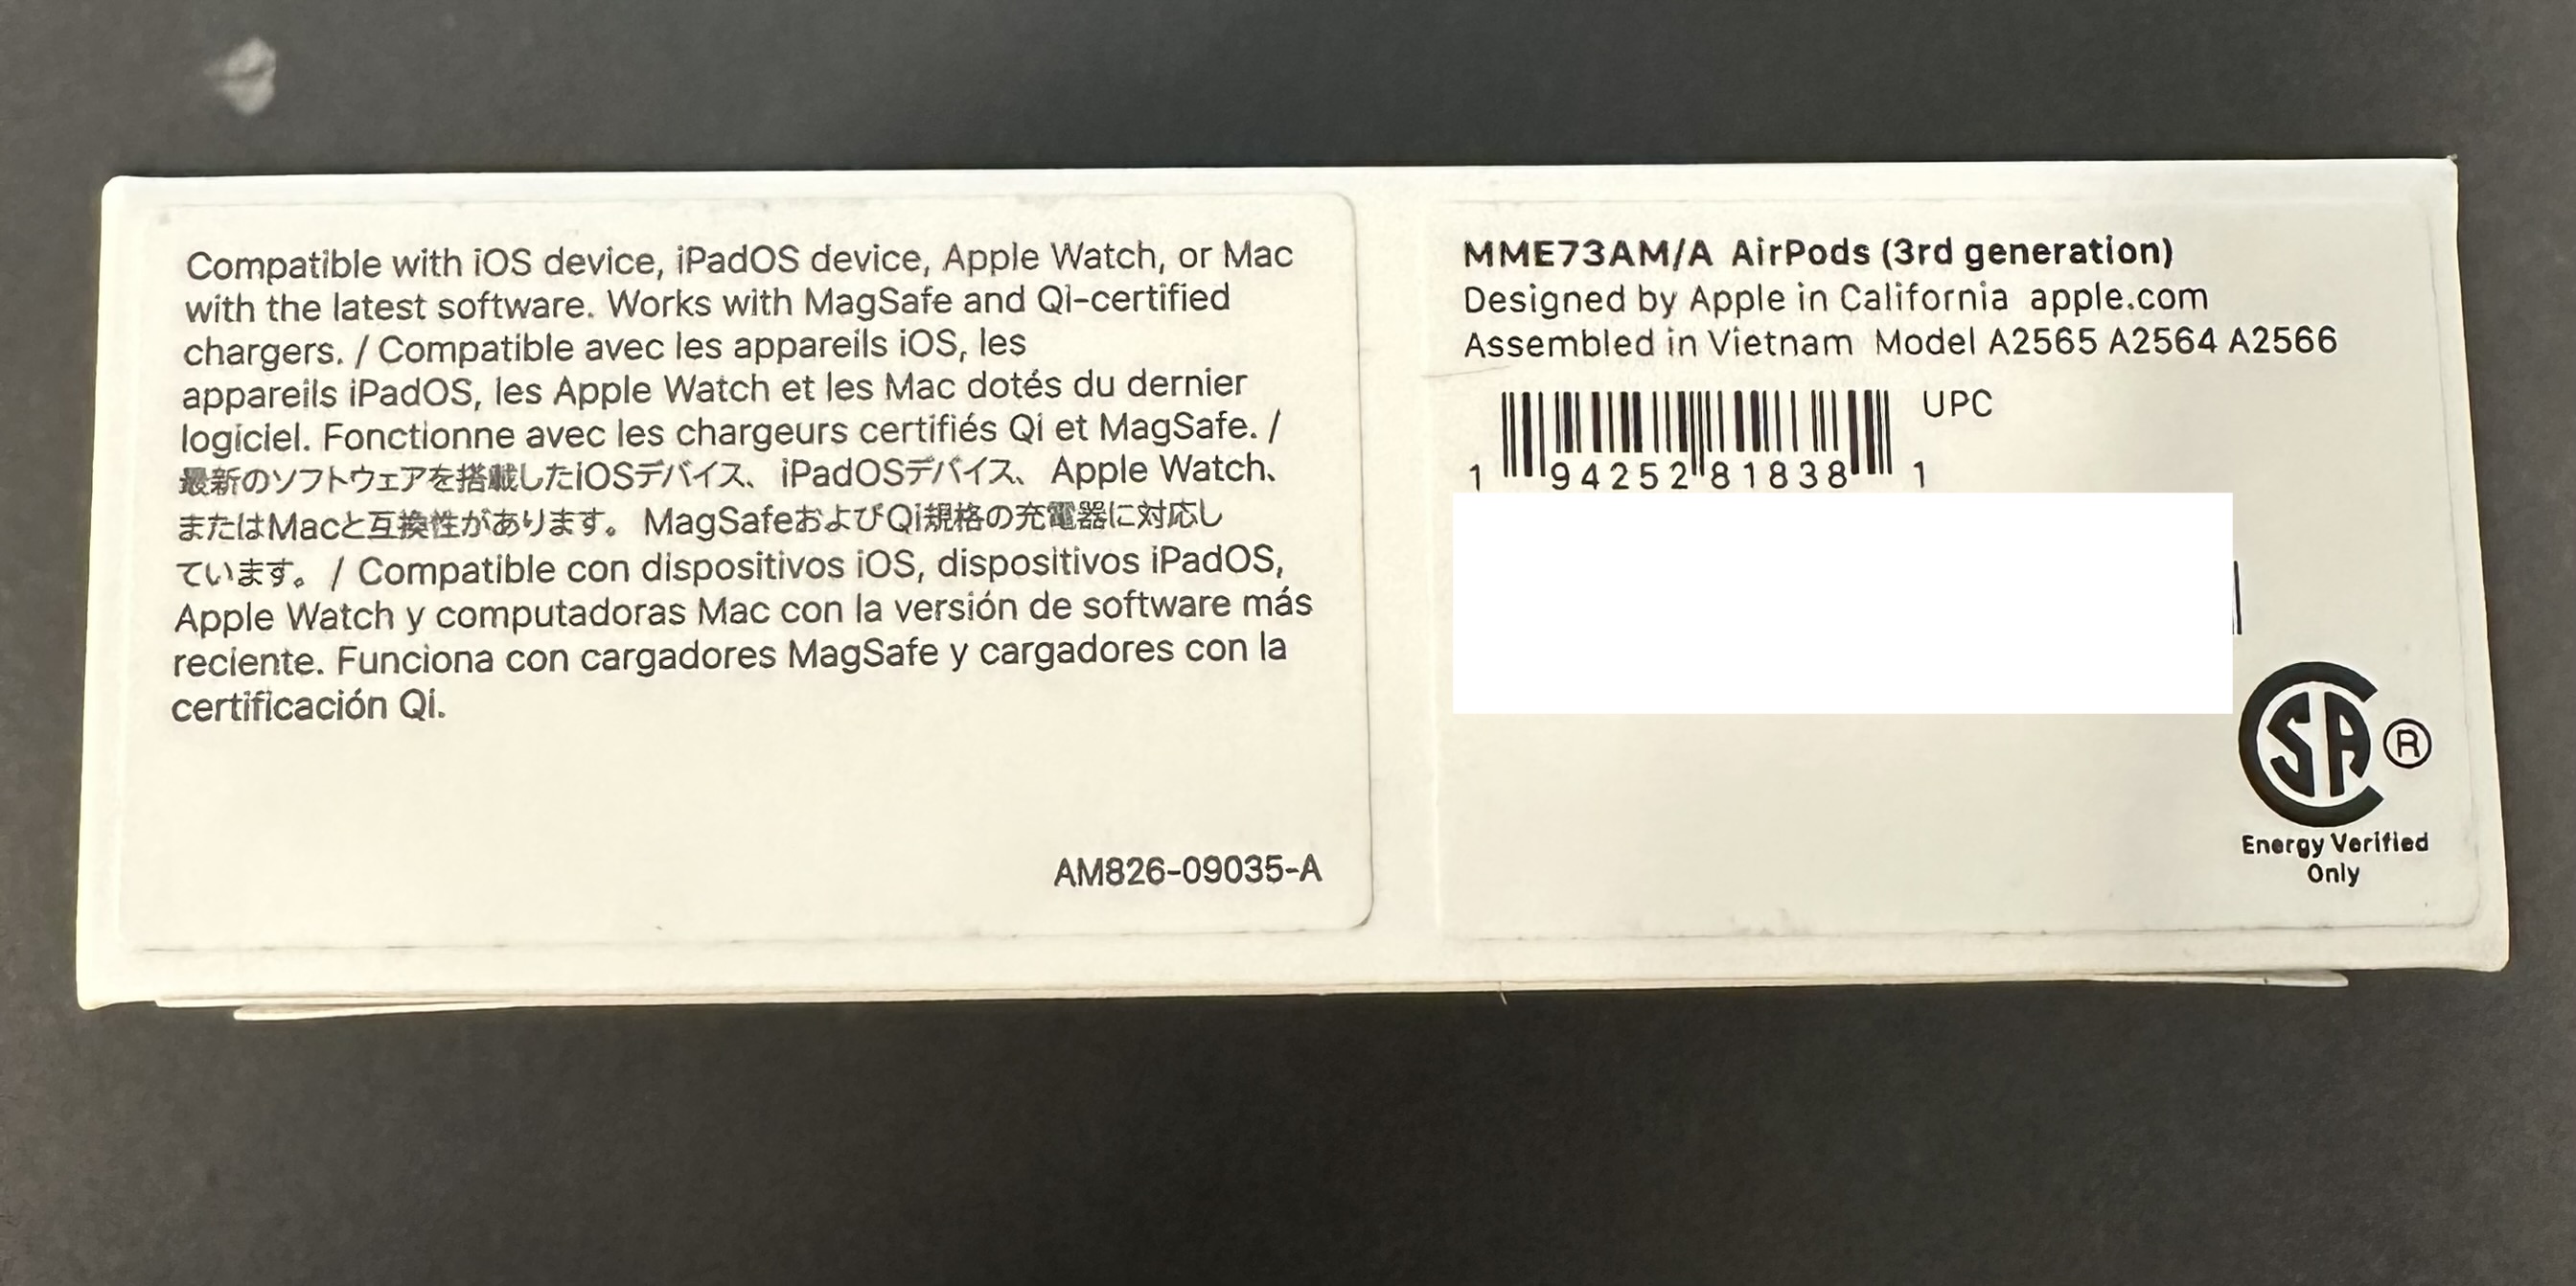 Compatible with iOS device, iPadOS device, Apple Watch, or Mac
with the latest software. Works with MagSafe and Qi-certified
chargers. / Compatible avec les appareils iOS, les
appareils iPadOS, les Apple Watch et les Mac dotés du dernier
logiciel. Fonctionne avec les chargeurs certifiés Qi et MagSafe. /
最新のソフトウェアを搭載したiOSデバイス、iPadOSデバイス、Apple Watch、
またはMacと互換性があります。MagSafeおよびQi規格の充電器に対応し
ています。/ Compatible con dispositivos iOS, dispositivos iPadOS,
Apple Watch y computadoras Mac con la versión de software más
reciente. Funciona con cargadores MagSafe y cargadores con la
certificación Qi.
AM826-09035-A
MME73AM/A AirPods (3rd generation)
Designed by Apple in California apple.com
Assembled in Vietnam Model A2565 A2564 A2566
UPC
1 94252 81838 1
CSA ®
Energy Verified
Only